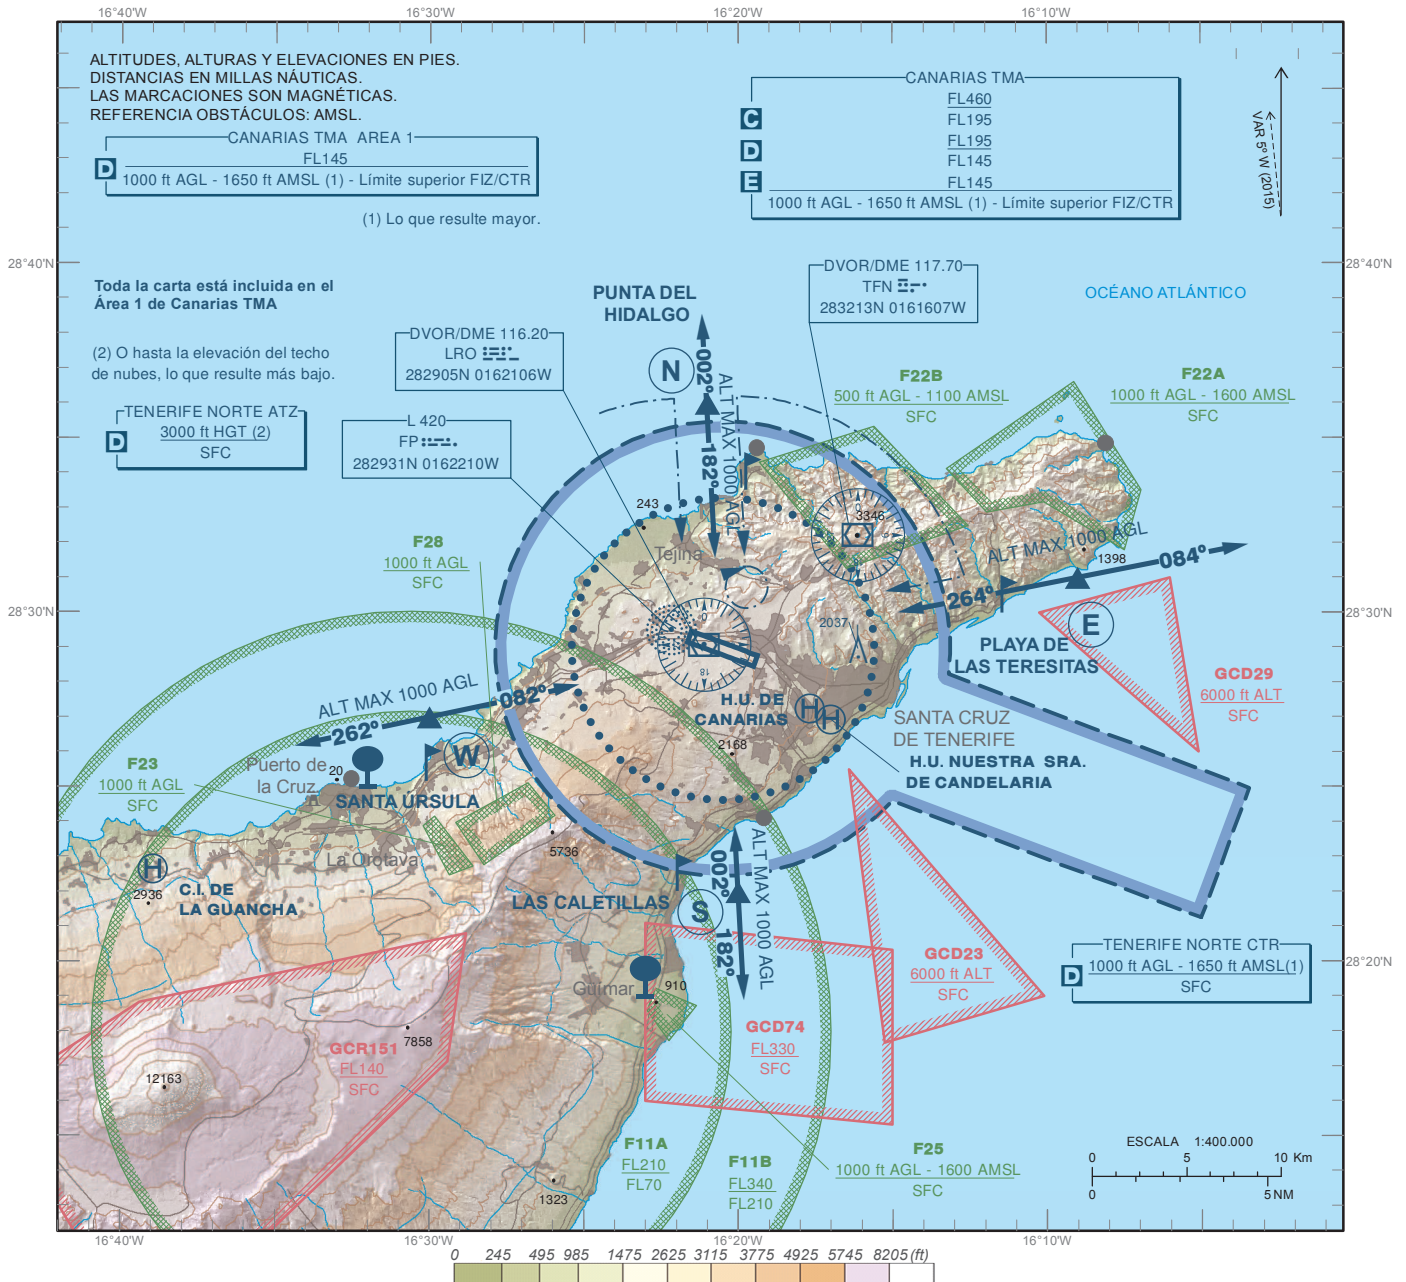 16°40'W
16°30'W
16°20'W
16°10'W
ALTITUDES, ALTURAS Y ELEVACIONES EN PIES.
DISTANCIAS EN MILLAS NÁUTICAS.
LAS MARCACIONES SON MAGNÉTICAS.
REFERENCIA OBSTÁCULOS: AMSL.
CANARIAS TMA AREA 1
D
FL145
1000 ft AGL - 1650 ft AMSL (1) - Límite superior FIZ/CTR
(1) Lo que resulte mayor.
CANARIAS TMA
FL460
C
FL195
FL195
D
FL145
E
FL145
1000 ft AGL - 1650 ft AMSL (1) - Límite superior FIZ/CTR
VAR 5º W (2015)
28°40'N
28°40'N
Toda la carta está incluida en el
Área 1 de Canarias TMA
(2) O hasta la elevación del techo
de nubes, lo que resulte más bajo.
TENERIFE NORTE ATZ
D
3000 ft HGT (2)
SFC
PUNTA DEL
HIDALGO
DVOR/DME 117.70
TFN
283213N 0161607W
OCÉANO ATLÁNTICO
DVOR/DME 116.20
LRO
282905N 0162106W
L 420
FP
282931N 0162210W
N
002º
182º
ALT MAX 1000 AGL
F22B
500 ft AGL - 1100 AMSL
SFC
F22A
1000 ft AGL - 1600 AMSL
SFC
243
3346
Tejina
F28
1000 ft AGL
SFC
ALT MAX 1000 AGL
084º
264º
1398
28°30'N
28°30'N
E
PLAYA DE
LAS TERESITAS
2037
0
18
GCD29
6000 ft ALT
SFC
ALT MAX 1000 AGL
082º
262º
H.U. DE
CANARIAS
H
H
SANTA CRUZ
DE TENERIFE
H.U. NUESTRA SRA.
DE CANDELARIA
2168
W
F23
1000 ft AGL
SFC
Puerto de
la Cruz
20
SANTA ÚRSULA
La Orotava
5736
H
2936
C.I. DE
LA GUANCHA
LAS CALETILLAS
S
002º
182º
ALT MAX 1000 AGL
GCD23
6000 ft ALT
SFC
TENERIFE NORTE CTR
D
1000 ft AGL - 1650 ft AMSL(1)
SFC
28°20'N
28°20'N
Güimar
910
GCD74
FL330
SFC
GCR151
FL140
SFC
7858
12163
F11A
FL210
FL70
F11B
FL340
FL210
F25
1000 ft AGL - 1600 AMSL
SFC
1323
ESCALA 1:400.000
0 5 10 Km
0 5 NM
16°40'W
16°30'W
16°20'W
16°10'W
0 245 495 985 1475 2625 3115 3775 4925 5745 8205(ft)